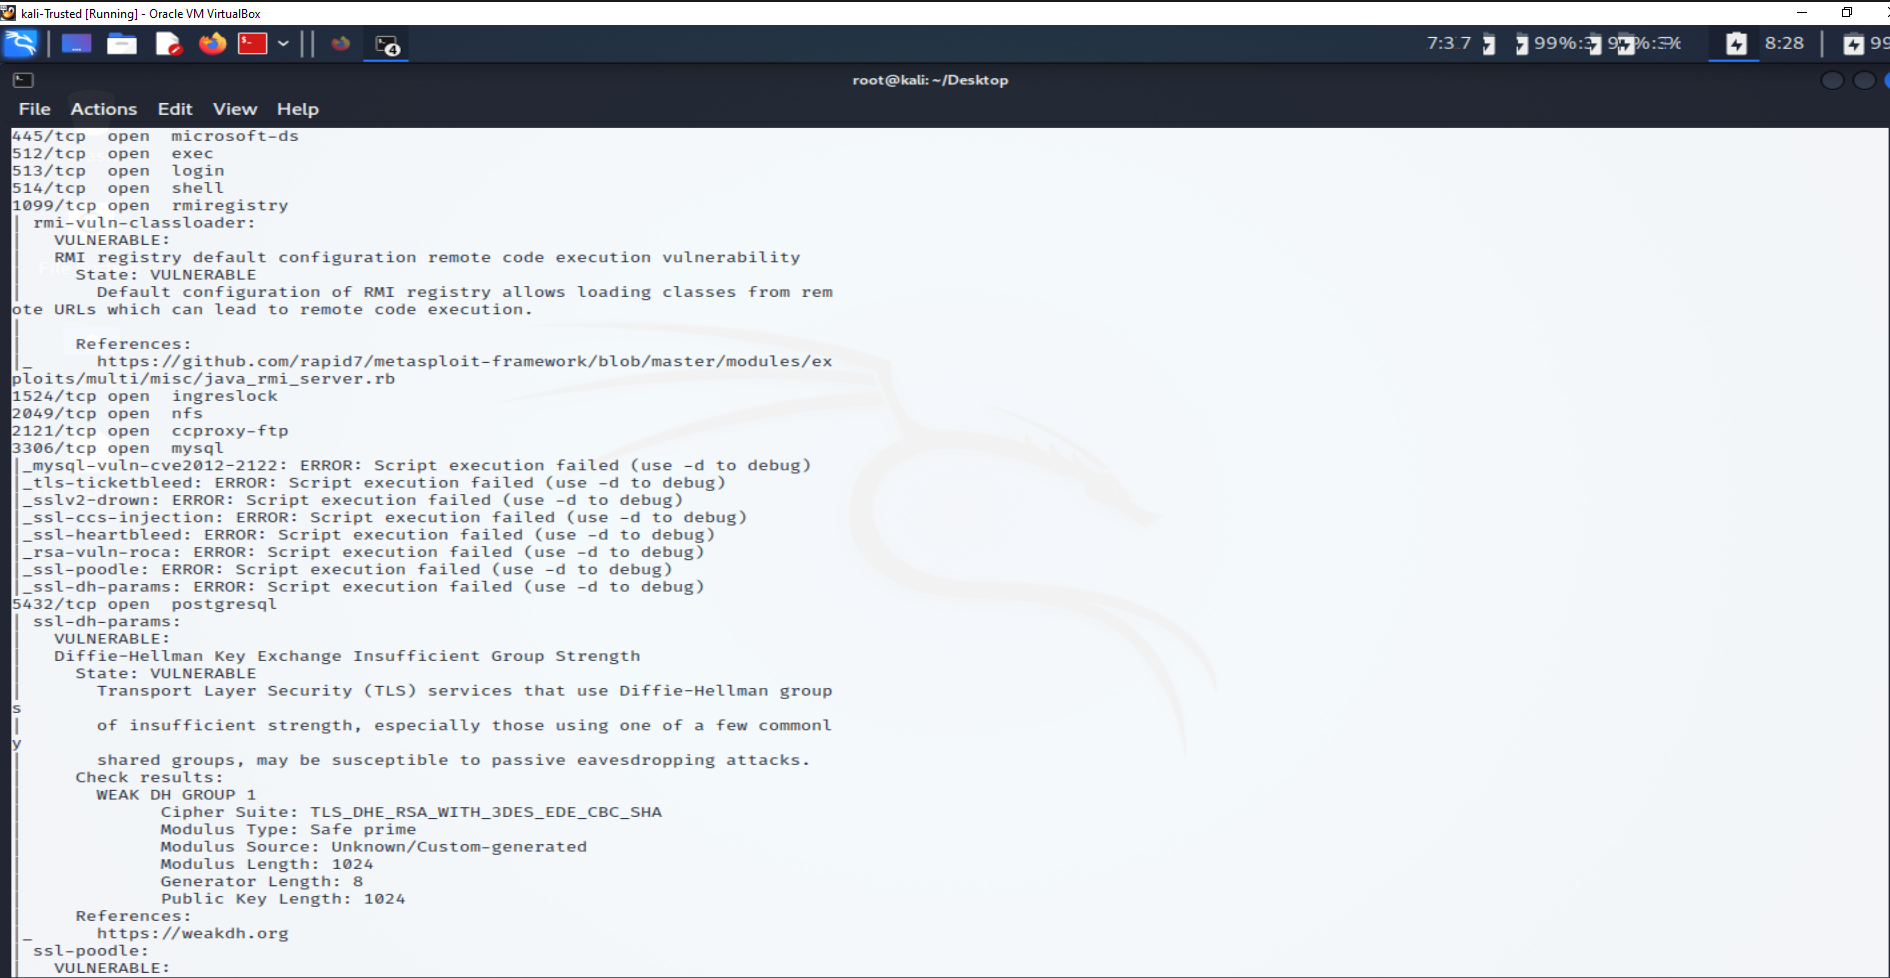 kali-Trusted [Running] - Oracle VM VirtualBox
4
8:28
root@kali: ~/Desktop
File Actions Edit View Help
445/tcp open microsoft-ds
512/tcp open exec
513/tcp open login
514/tcp open shell
1099/tcp open rmiregistry
| rmi-vuln-classloader:
|   VULNERABLE:
|   RMI registry default configuration remote code execution vulnerability
|     State: VULNERABLE
|       Default configuration of RMI registry allows loading classes from rem
ote URLs which can lead to remote code execution.
|
|     References:
|_      https://github.com/rapid7/metasploit-framework/blob/master/modules/ex
ploits/multi/misc/java_rmi_server.rb
1524/tcp open ingreslock
2049/tcp open nfs
2121/tcp open ccproxy-ftp
3306/tcp open mysql
|_mysql-vuln-cve2012-2122: ERROR: Script execution failed (use -d to debug)
|_tls-ticketbleed: ERROR: Script execution failed (use -d to debug)
|_sslv2-drown: ERROR: Script execution failed (use -d to debug)
|_ssl-ccs-injection: ERROR: Script execution failed (use -d to debug)
|_ssl-heartbleed: ERROR: Script execution failed (use -d to debug)
|_rsa-vuln-roca: ERROR: Script execution failed (use -d to debug)
|_ssl-poodle: ERROR: Script execution failed (use -d to debug)
|_ssl-dh-params: ERROR: Script execution failed (use -d to debug)
5432/tcp open postgresql
| ssl-dh-params:
|   VULNERABLE:
|   Diffie-Hellman Key Exchange Insufficient Group Strength
|     State: VULNERABLE
|       Transport Layer Security (TLS) services that use Diffie-Hellman group
s
|       of insufficient strength, especially those using one of a few commonl
y
|       shared groups, may be susceptible to passive eavesdropping attacks.
|     Check results:
|       WEAK DH GROUP 1
|             Cipher Suite: TLS_DHE_RSA_WITH_3DES_EDE_CBC_SHA
|             Modulus Type: Safe prime
|             Modulus Source: Unknown/Custom-generated
|             Modulus Length: 1024
|             Generator Length: 8
|             Public Key Length: 1024
|     References:
|_      https://weakdh.org
| ssl-poodle:
|   VULNERABLE: